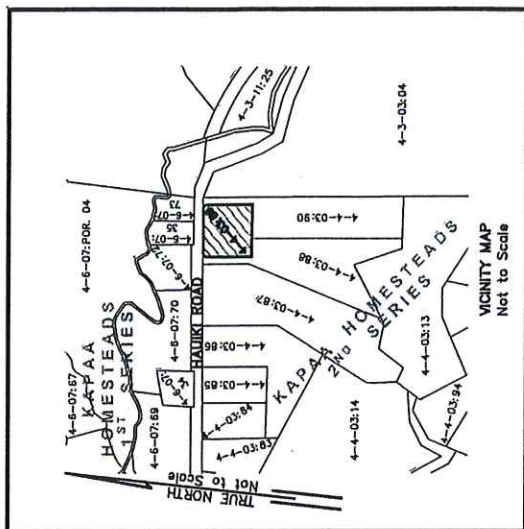 4-6-07:67
KAPAA
HOMESTEADS
1ST SERIES
4-6-07:POR. 04
4-6-07:69
4-6-07:
4-6-07:70
4-6-07:
35
4-6-07:
73
4-3-11:25
HAUIKI ROAD
4-4-03:83
4-4-03:84
4-4-03:85
4-4-03:86
4-4-03:87
4-4-03:88
4-4-03:90
4-3-03:04
KAPAA HOMESTEADS
2ND SERIES
4-4-03:14
4-4-03:13
4-4-03:94
TRUE NORTH
Not to Scale
VICINITY MAP
Not to Scale